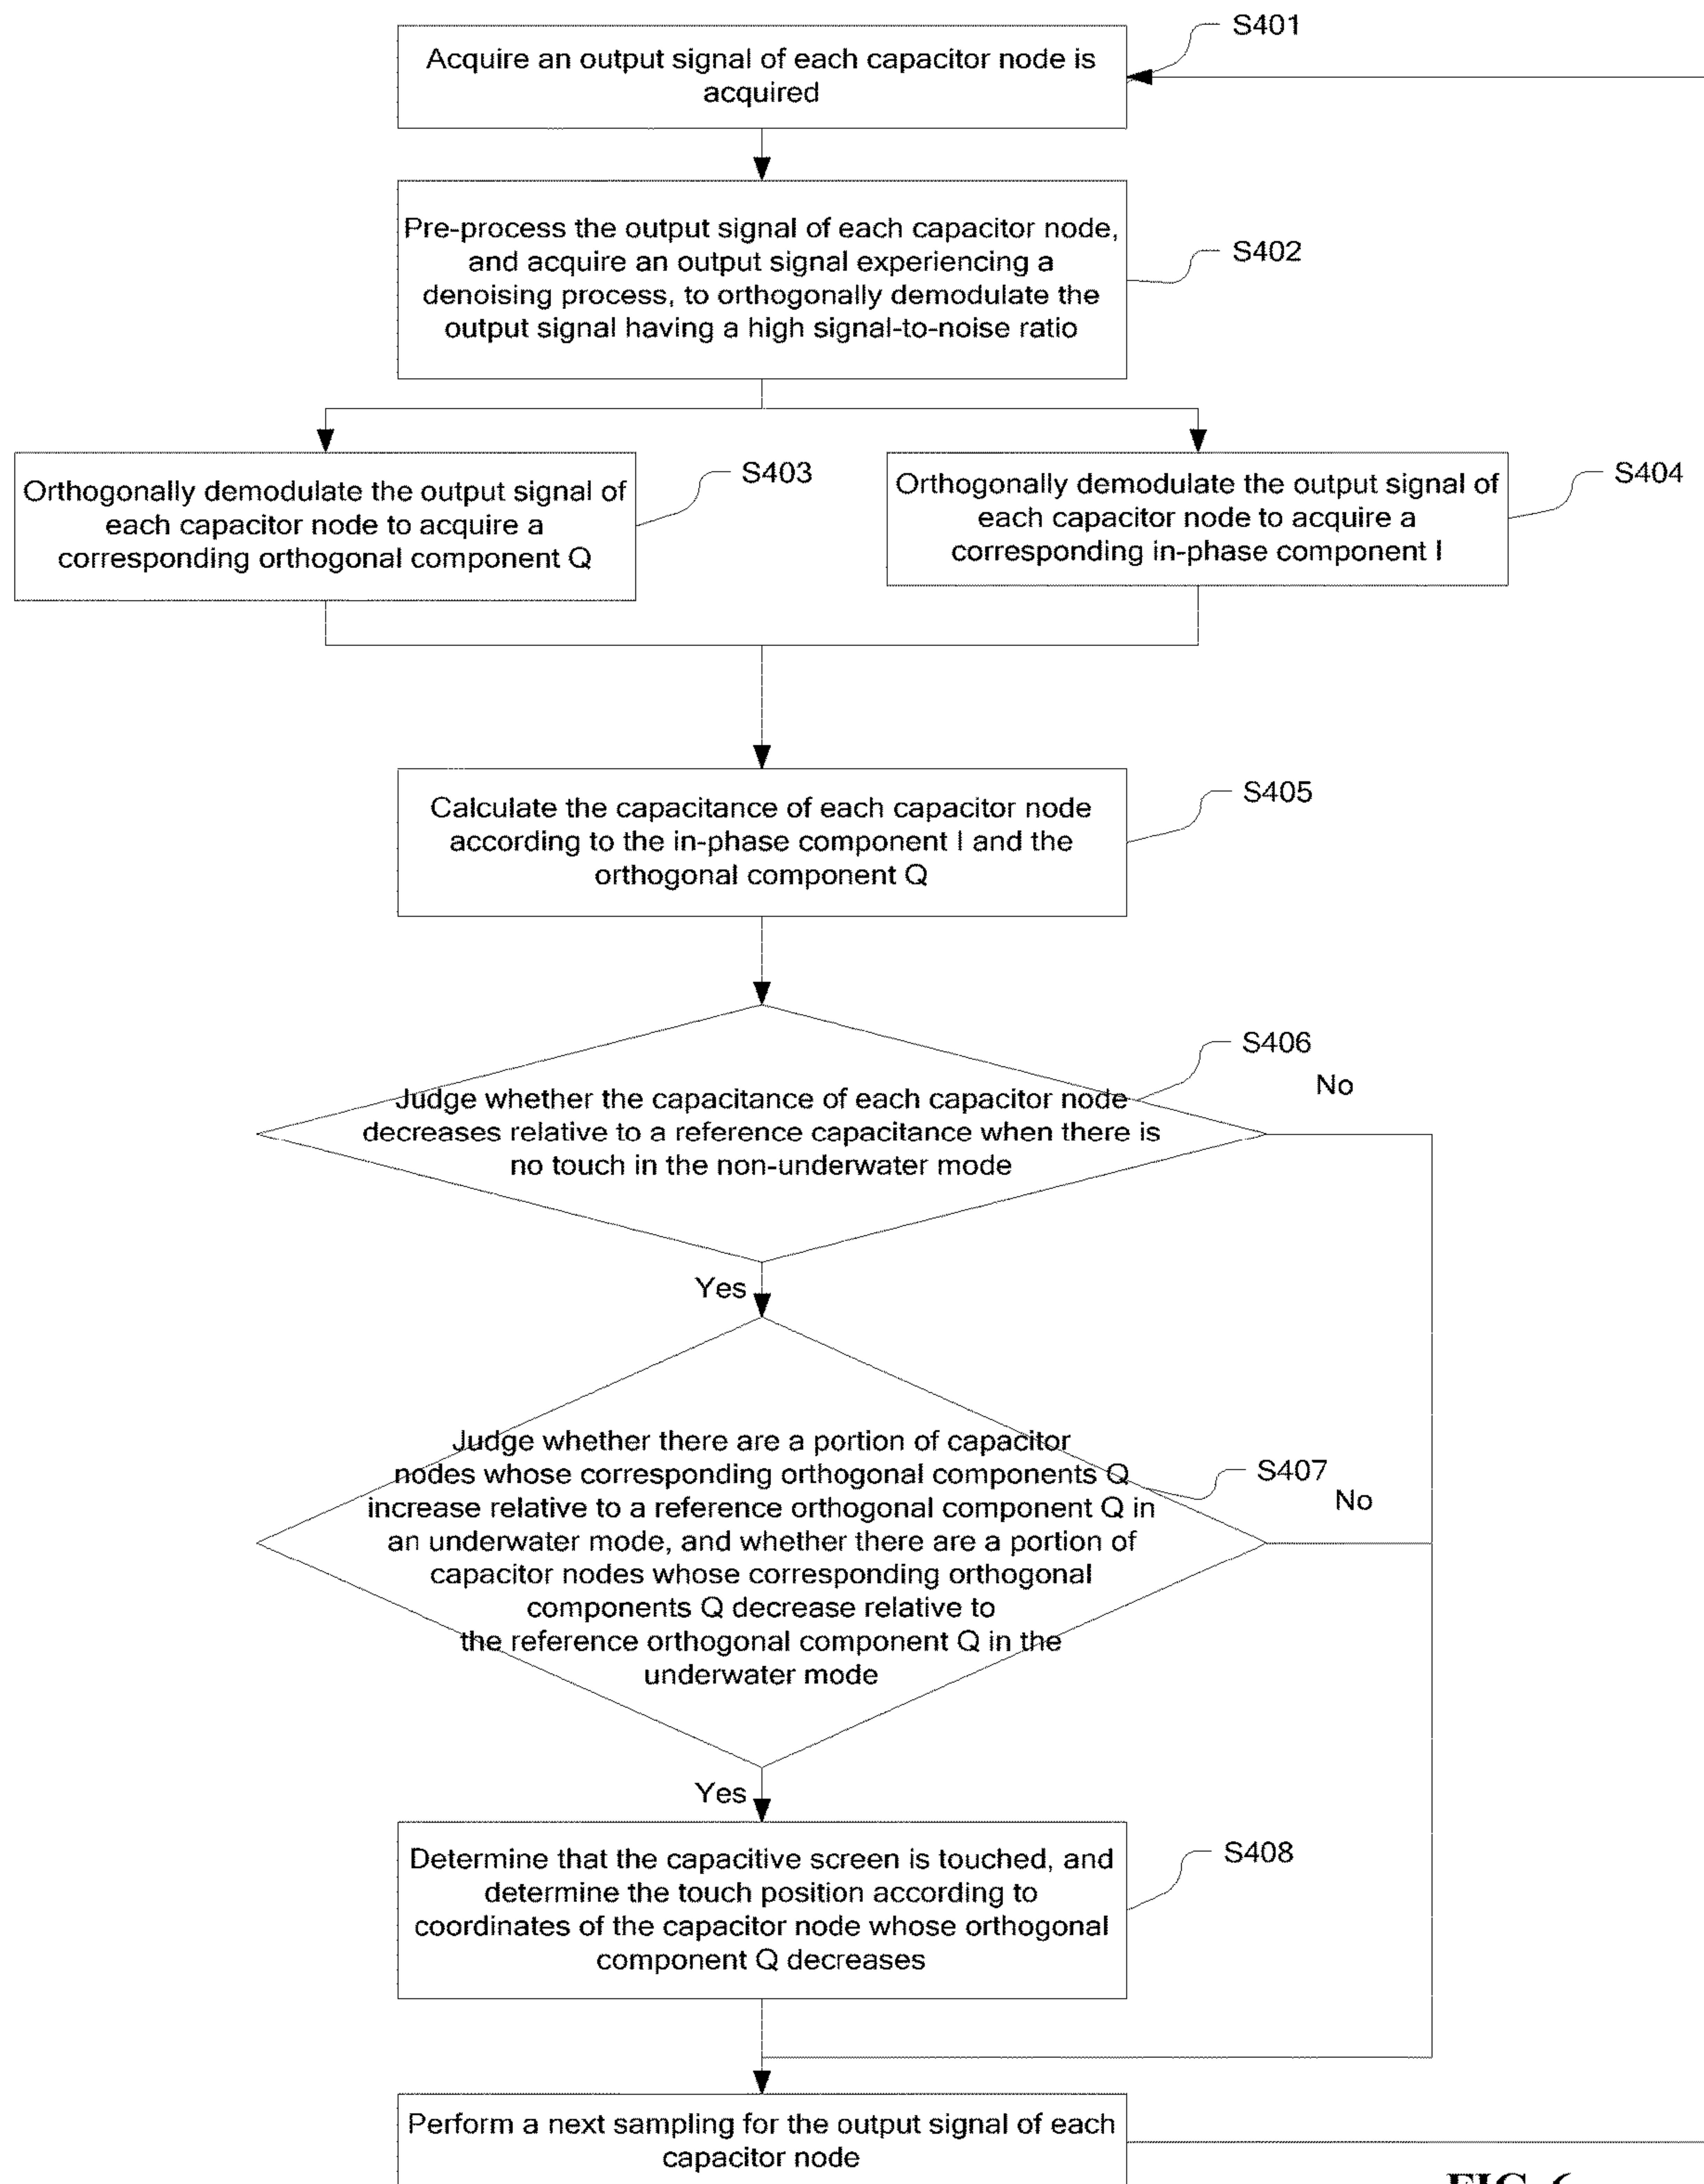 S401
Acquire an output signal of each capacitor node is
acquired
Pre-process the output signal of each capacitor node,
and acquire an output signal experiencing a
denoising process, to orthogonally demodulate the
output signal having a high signal-to-noise ratio
S402
Orthogonally demodulate the output signal of
each capacitor node to acquire a
corresponding orthogonal component Q
S403
Orthogonally demodulate the output signal of
each capacitor node to acquire a
corresponding in-phase component I
S404
Calculate the capacitance of each capacitor node
according to the in-phase component I and the
orthogonal component Q
S405
S406
No
Judge whether the capacitance of each capacitor node
decreases relative to a reference capacitance when there is
no touch in the non-underwater mode
Yes
Judge whether there are a portion of capacitor
nodes whose corresponding orthogonal components Q
increase relative to a reference orthogonal component Q in
an underwater mode, and whether there are a portion of
capacitor nodes whose corresponding orthogonal
components Q decrease relative to
the reference orthogonal component Q in the
underwater mode
S407
No
Yes
Determine that the capacitive screen is touched, and
determine the touch position according to
coordinates of the capacitor node whose orthogonal
component Q decreases
S408
Perform a next sampling for the output signal of each
capacitor node
FIG. 6